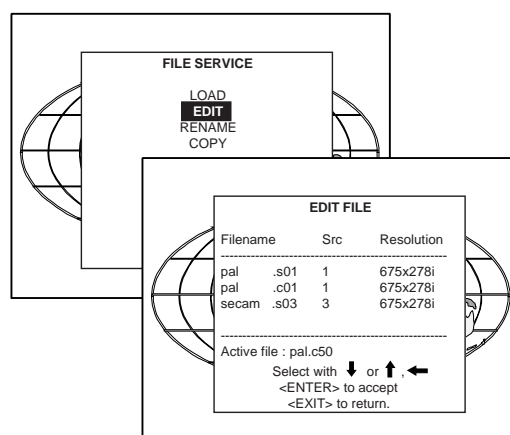 FILE SERVICE
LOAD
EDIT
RENAME
COPY
EDIT FILE
Filename Src Resolution
pal .s01 1 675x278i
pal .c01 1 675x278i
secam .s03 3 675x278i
Active file : pal.c50
Select with ⬇ or ⬆ , ⬅
<ENTER> to accept
<EXIT> to return.